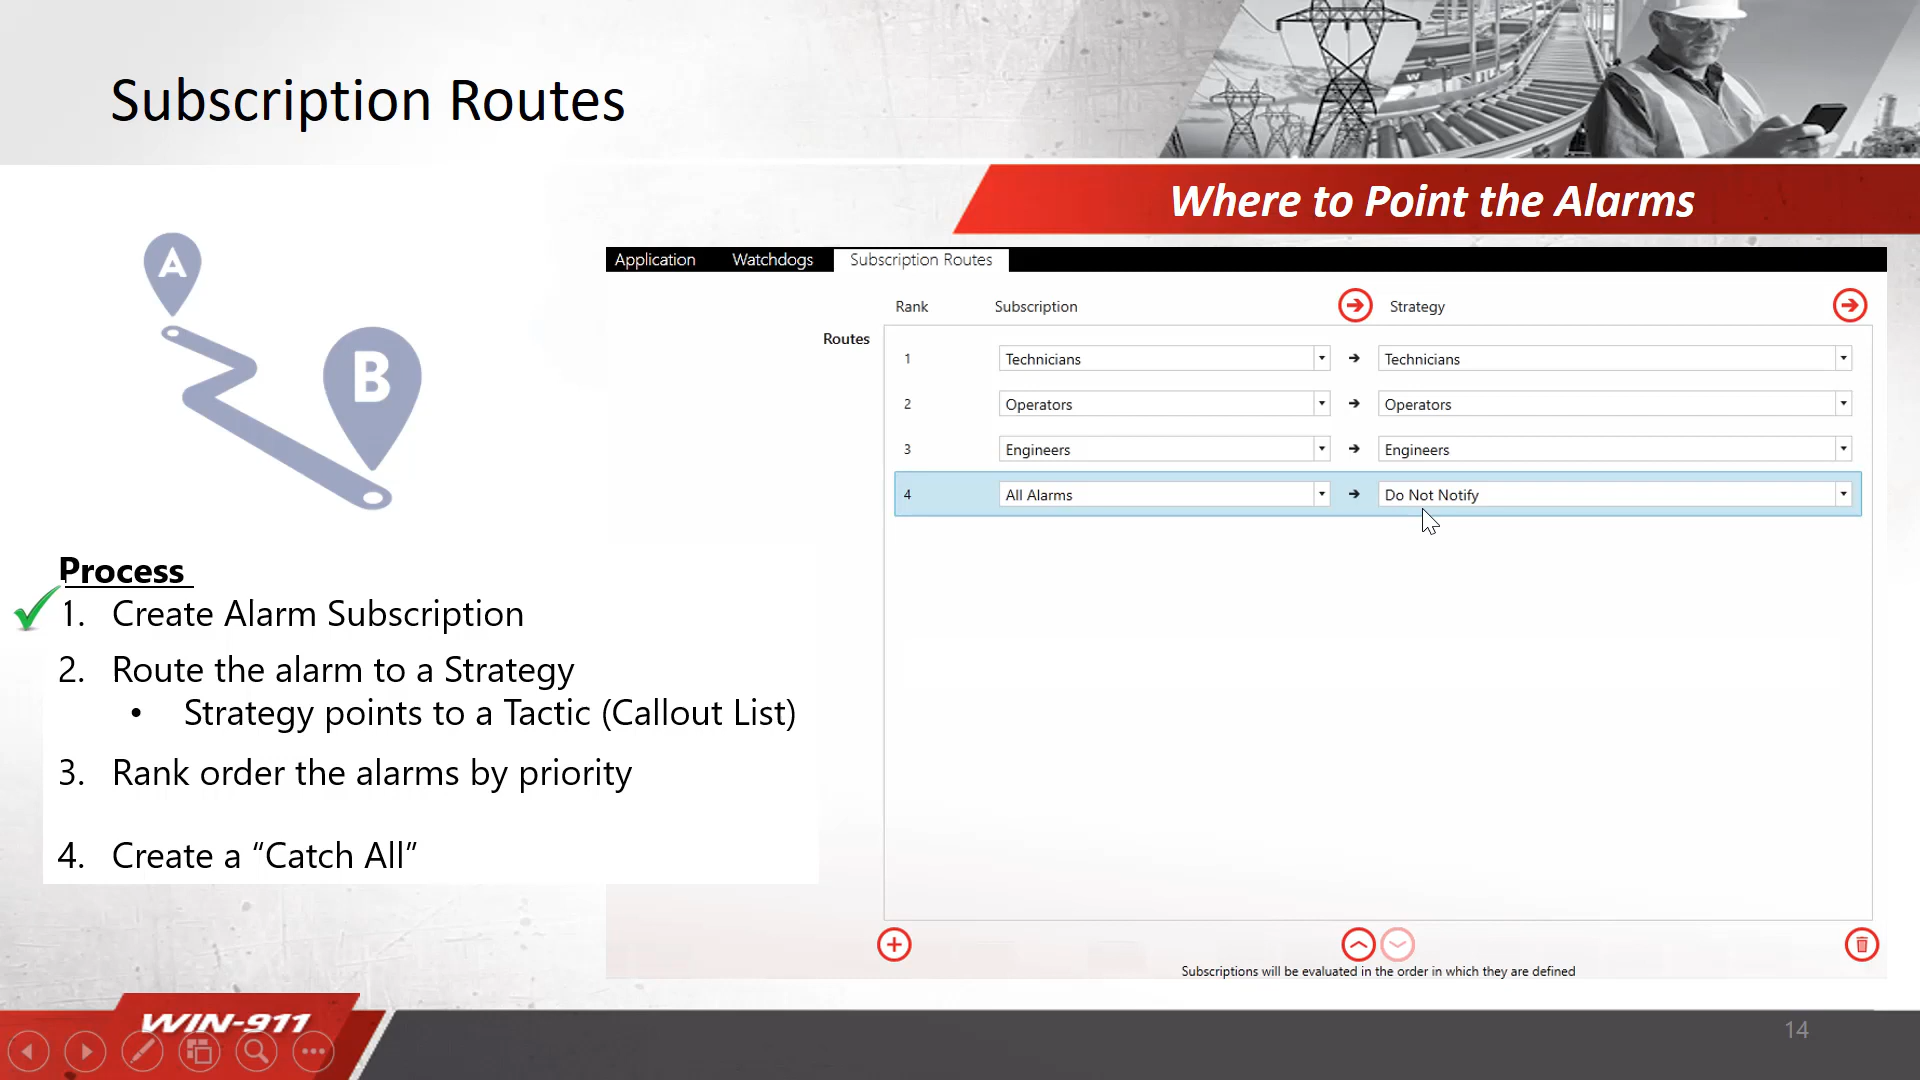 Subscription Routes
Where to Point the Alarms
A
B
Application Watchdogs Subscription Routes
Rank Subscription Strategy
Routes
1 Technicians Technicians
2 Operators Operators
3 Engineers Engineers
4 All Alarms Do Not Notify
Process
1. Create Alarm Subscription
2. Route the alarm to a Strategy
• Strategy points to a Tactic (Callout List)
3. Rank order the alarms by priority
4. Create a “Catch All”
Subscriptions will be evaluated in the order in which they are defined
WIN-911
14